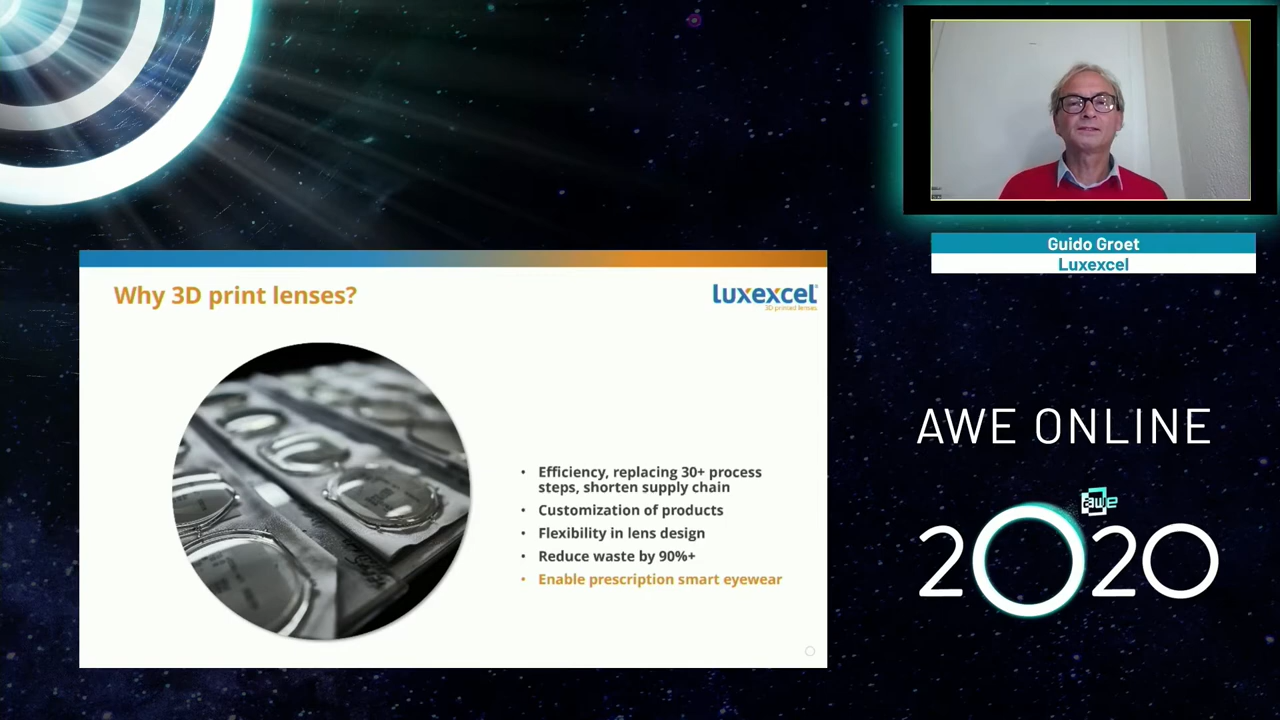 Guido Groet
Luxexcel
Why 3D print lenses?
luxexcel
3D printed lenses
• Efficiency, replacing 30+ process
steps, shorten supply chain
• Customization of products
• Flexibility in lens design
• Reduce waste by 90%+
• Enable prescription smart eyewear
AWE ONLINE
awe
2020